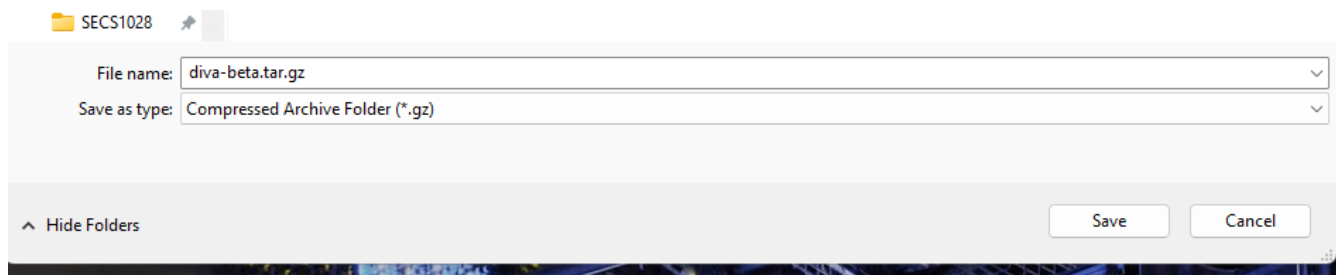 SECS1028
File name: diva-beta.tar.gz
Save as type: Compressed Archive Folder (*.gz)
Hide Folders Save Cancel